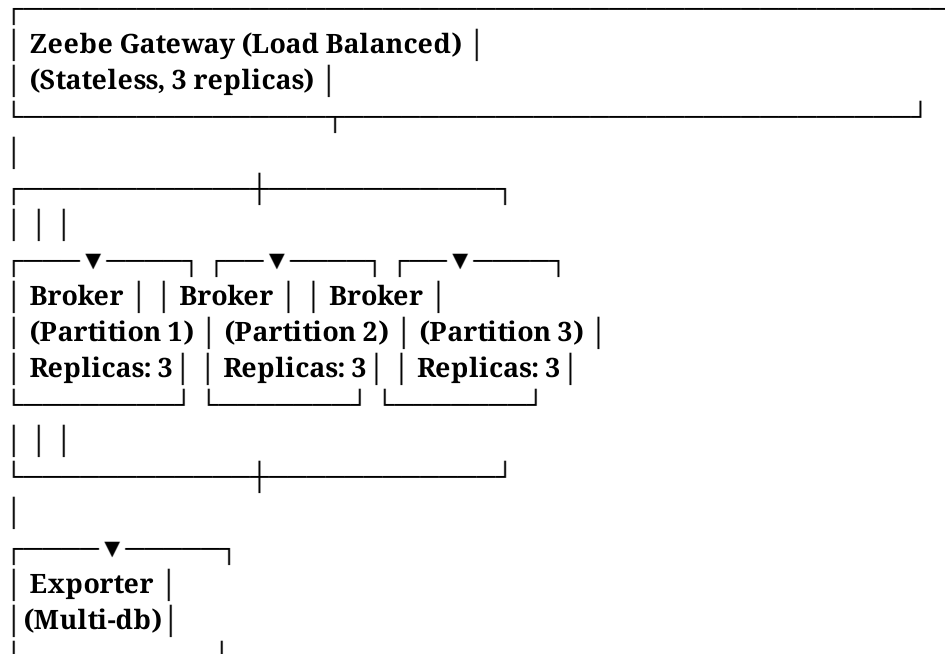 ┌────────────────────────────────────────────────
│ Zeebe Gateway (Load Balanced) │
│ (Stateless, 3 replicas) │
└────────────────┬─────────────────────────────┘
│
┌────────────┼────────────┐
│ │ │
┌───▼────┐ ┌──▼────┐ ┌───▼────┐
│ Broker │ │ Broker │ │ Broker │
│ (Partition 1) │ (Partition 2) │ (Partition 3) │
│ Replicas: 3│ │ Replicas: 3│ │ Replicas: 3│
└────────┘ └───────┘ └───────┘
│ │ │
└────────────┼────────────┘
│
┌────▼─────┐
│ Exporter │
│(Multi-db)│
└──────────┘